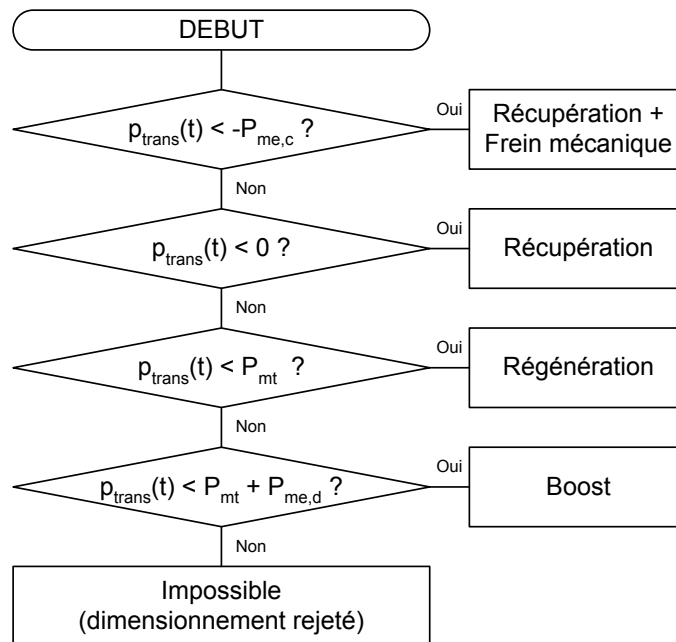 DEBUT
p_trans(t) < -P_me,c ?
Oui
Récupération +
Frein mécanique
Non
p_trans(t) < 0 ?
Oui
Récupération
Non
p_trans(t) < P_mt ?
Oui
Régénération
Non
p_trans(t) < P_mt + P_me,d ?
Oui
Boost
Non
Impossible
(dimensionnement rejeté)